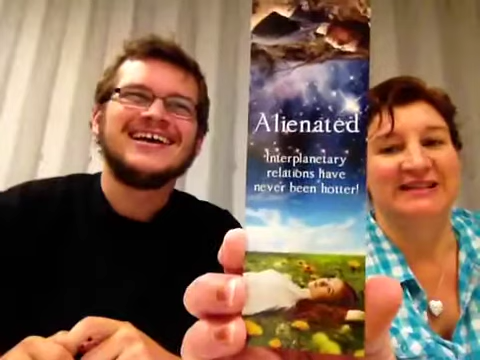 Alienated
Interplanetary
relations have
never been hotter!